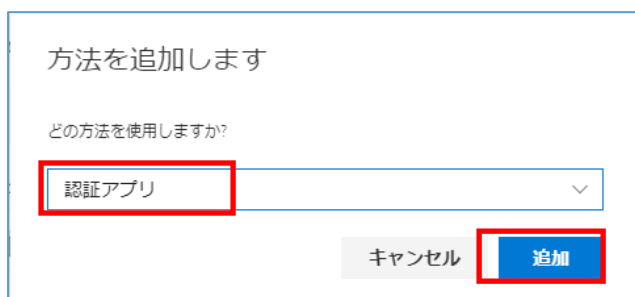 方法を追加します
どの方法を使用しますか?
認証アプリ
キャンセル 追加